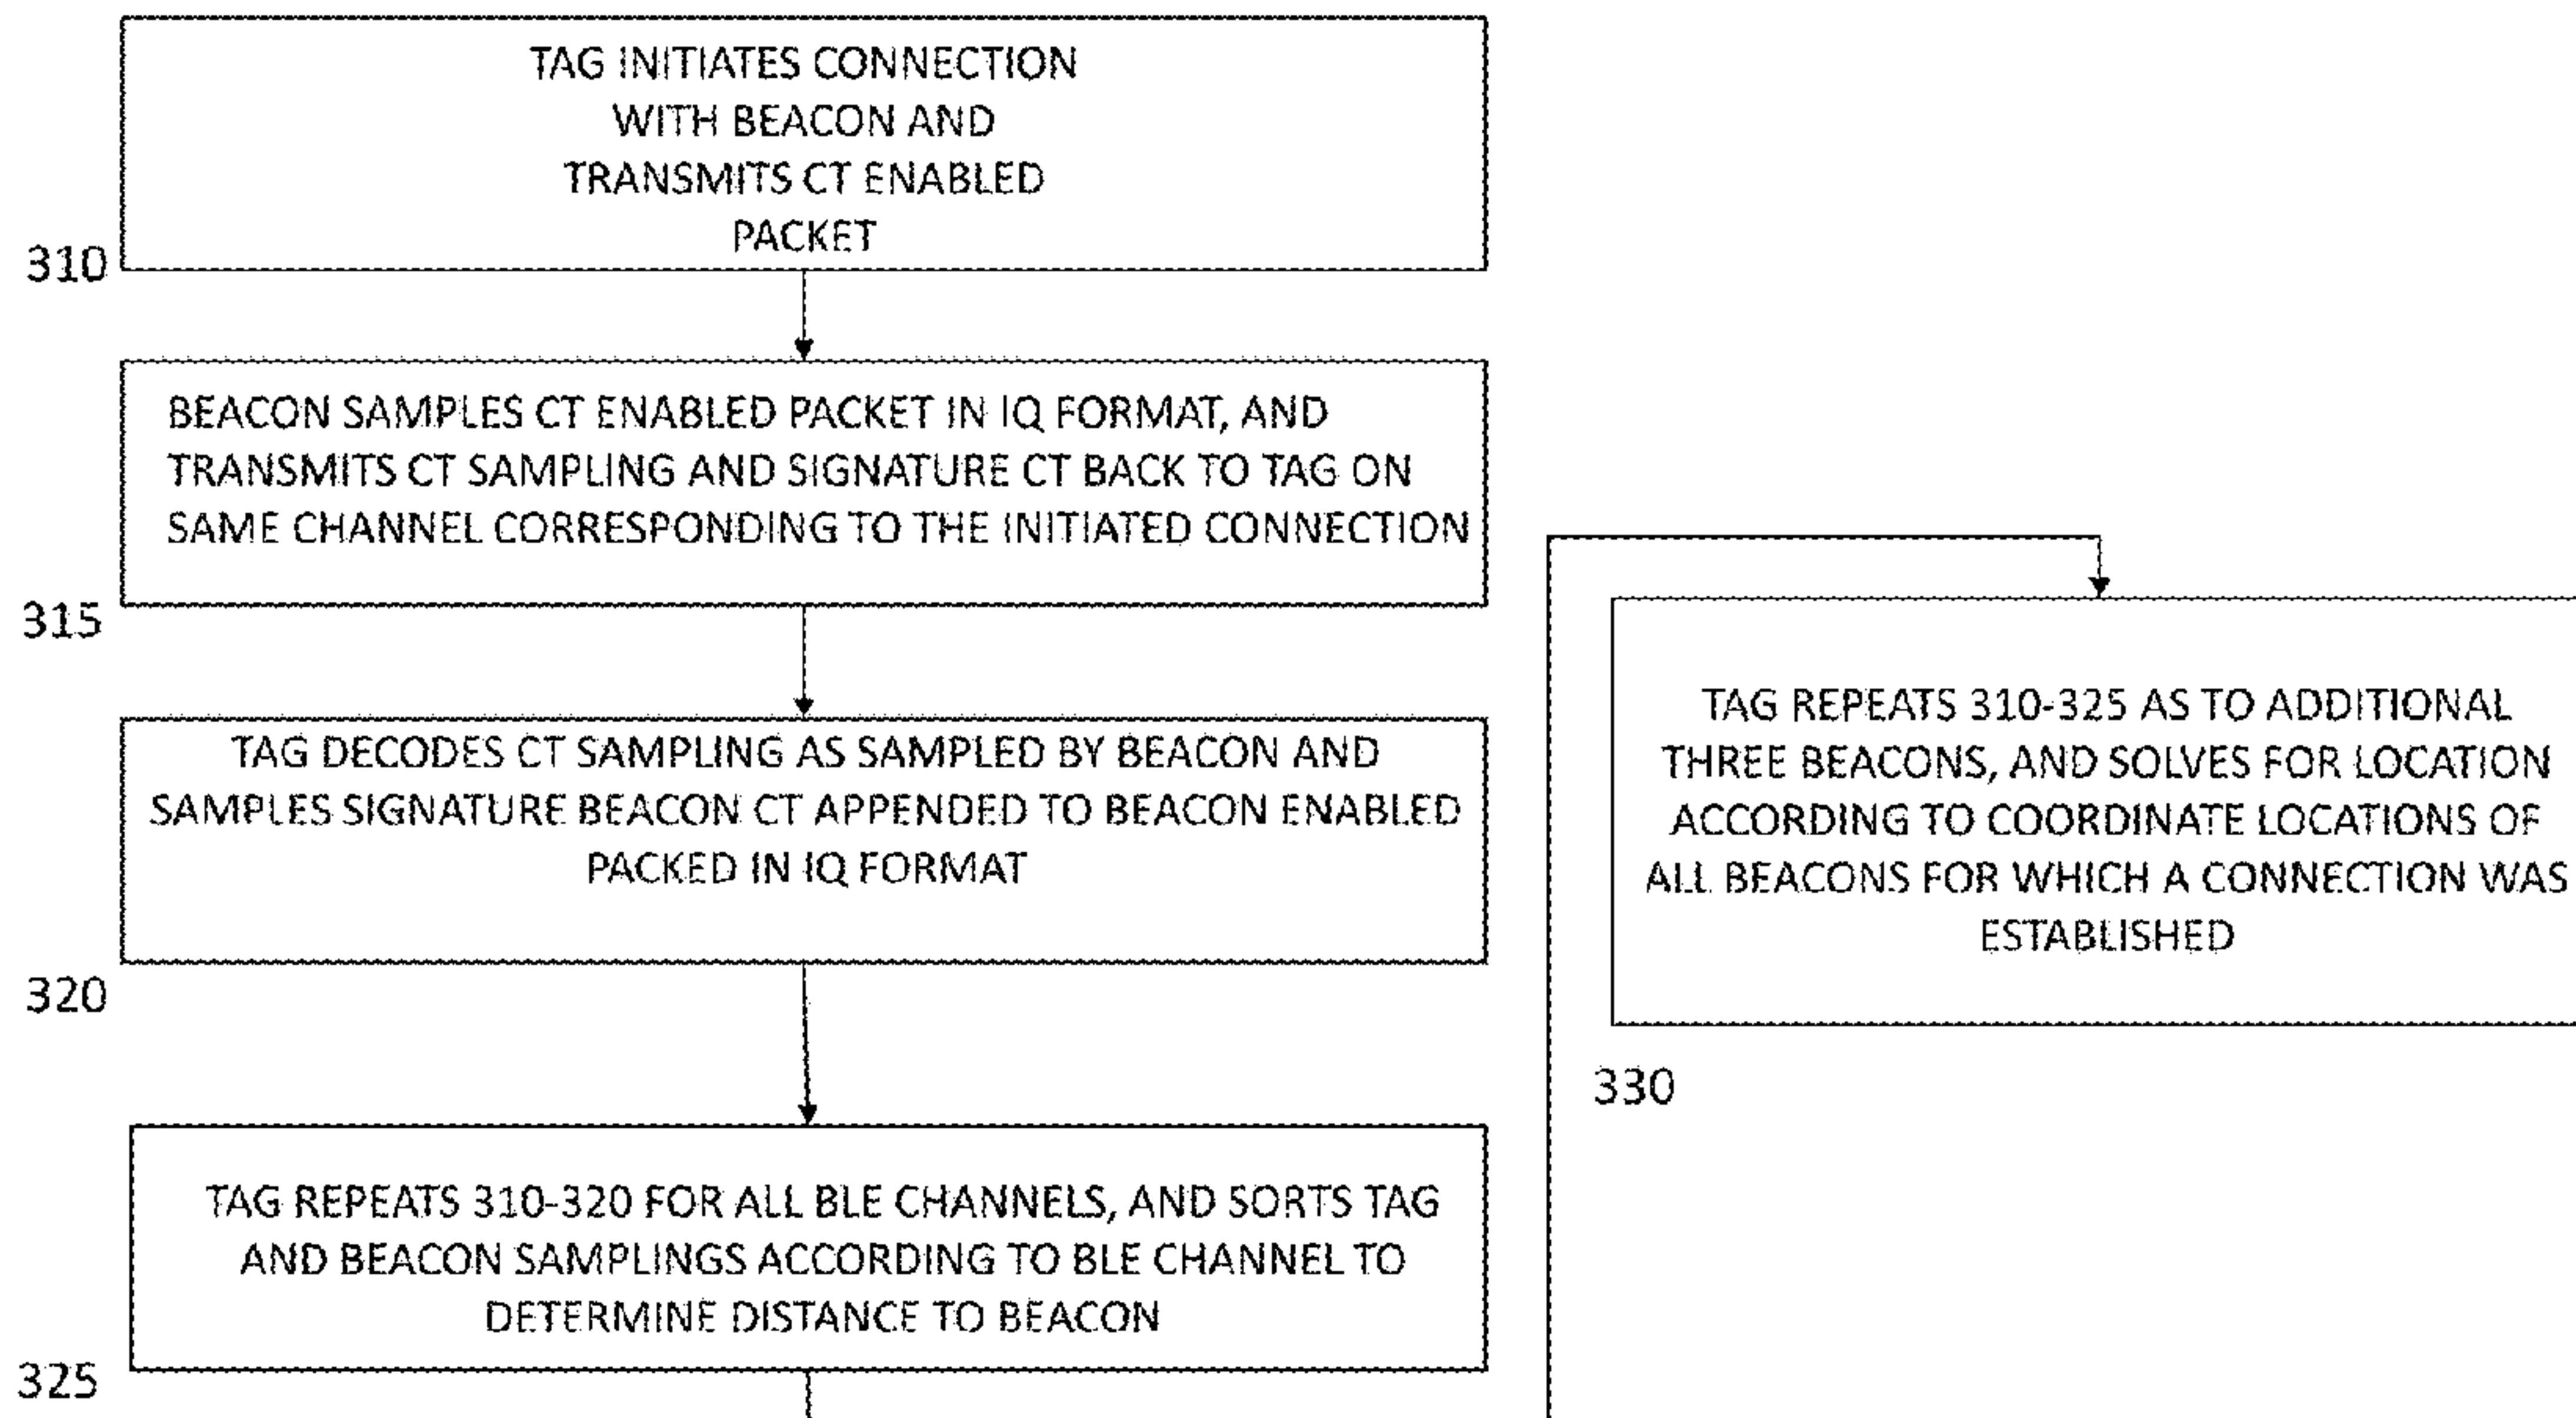 TAG INITIATES CONNECTION
WITH BEACON AND
TRANSMITS CT ENABLED
PACKET
310
BEACON SAMPLES CT ENABLED PACKET IN IQ FORMAT, AND
TRANSMITS CT SAMPLING AND SIGNATURE CT BACK TO TAG ON
SAME CHANNEL CORRESPONDING TO THE INITIATED CONNECTION
315
TAG DECODES CT SAMPLING AS SAMPLED BY BEACON AND
SAMPLES SIGNATURE BEACON CT APPENDED TO BEACON ENABLED
PACKED IN IQ FORMAT
320
TAG REPEATS 310-320 FOR ALL BLE CHANNELS, AND SORTS TAG
AND BEACON SAMPLINGS ACCORDING TO BLE CHANNEL TO
DETERMINE DISTANCE TO BEACON
325
TAG REPEATS 310-325 AS TO ADDITIONAL
THREE BEACONS, AND SOLVES FOR LOCATION
ACCORDING TO COORDINATE LOCATIONS OF
ALL BEACONS FOR WHICH A CONNECTION WAS
ESTABLISHED
330